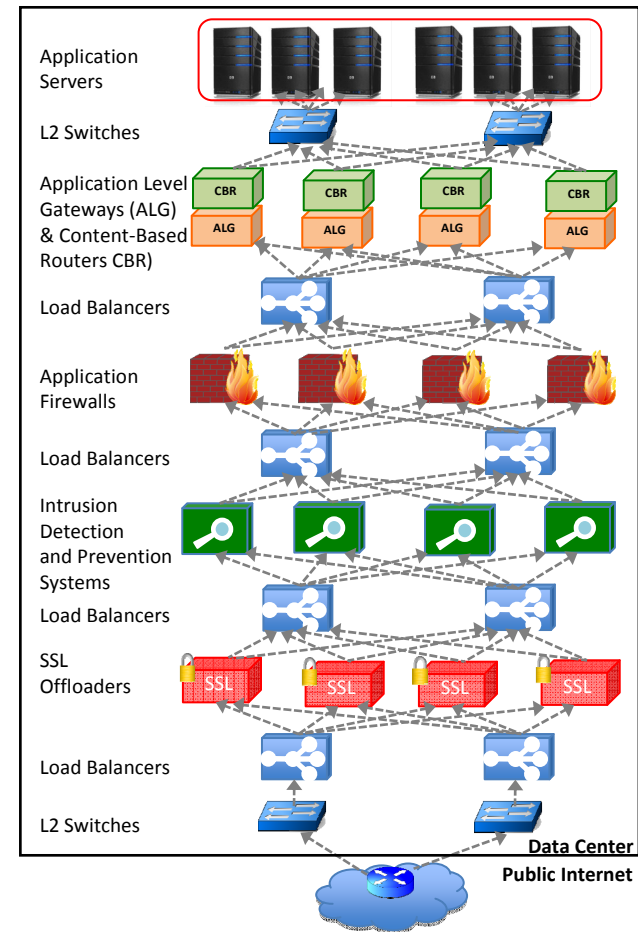 Application
Servers
L2 Switches
Application Level
Gateways (ALG)
& Content-Based
Routers CBR)
CBR
CBR
CBR
CBR
ALG
ALG
ALG
ALG
Load Balancers
Application
Firewalls
Load Balancers
Intrusion
Detection
and Prevention
Systems
Load Balancers
SSL
Offloaders
SSL
SSL
SSL
SSL
Load Balancers
L2 Switches
Data Center
Public Internet